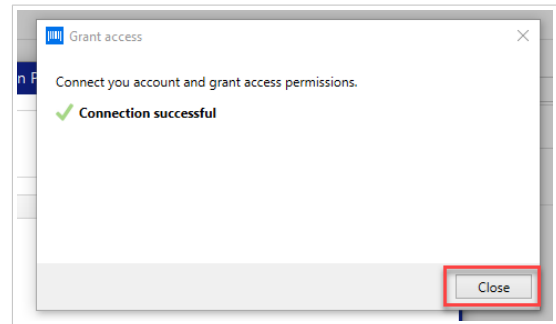 Grant access
n P
Connect you account and grant access permissions.
Connection successful
Close